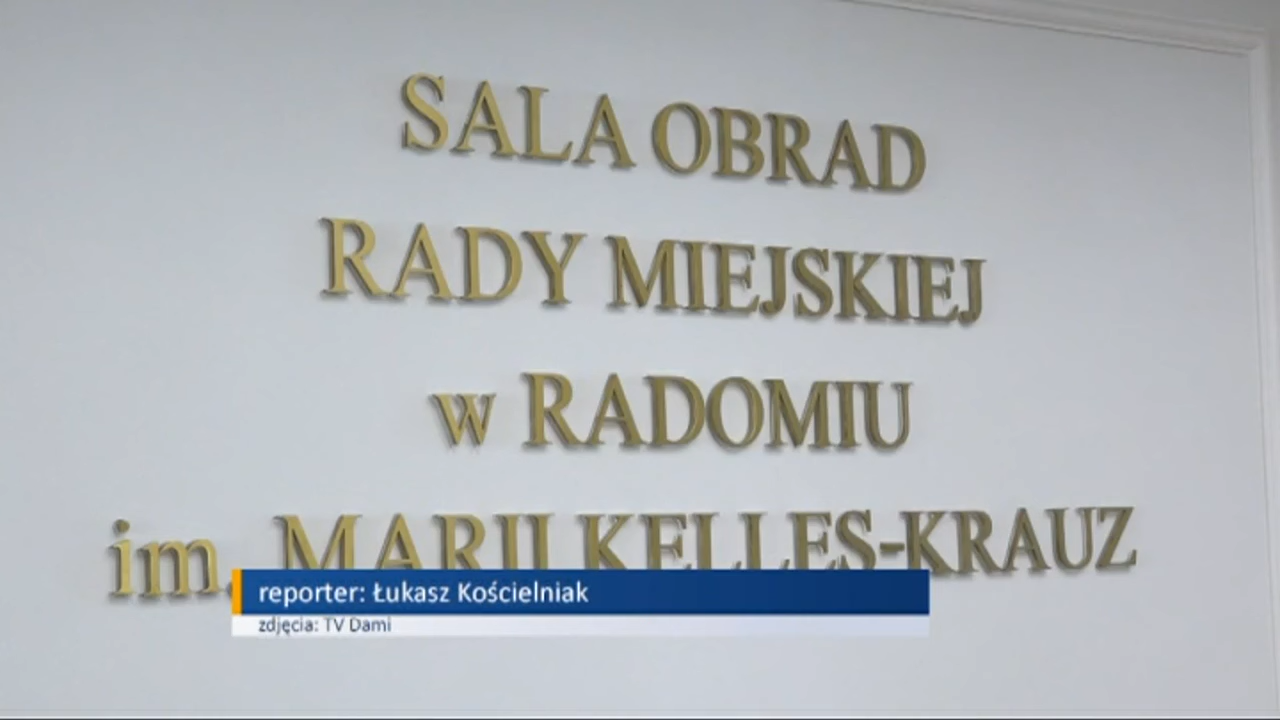 SALA OBRAD
RADY MIEJSKIEJ
w RADOMIU
im. MARII KELLES-KRAUZ
reporter: Łukasz Kościelniak
zdjęcia: TV Dami